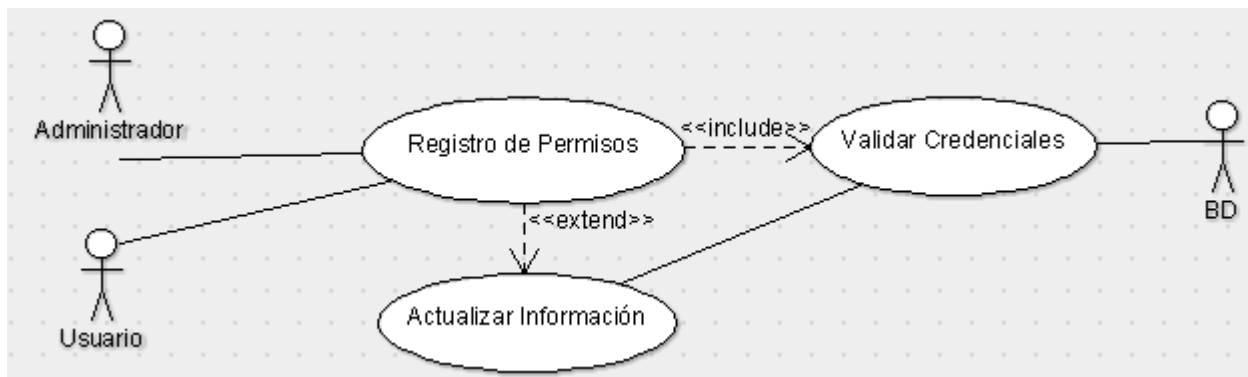 Administrador
Registro de Permisos
<<include>>
Validar Credenciales
BD
<<extend>>
Usuario
Actualizar Información